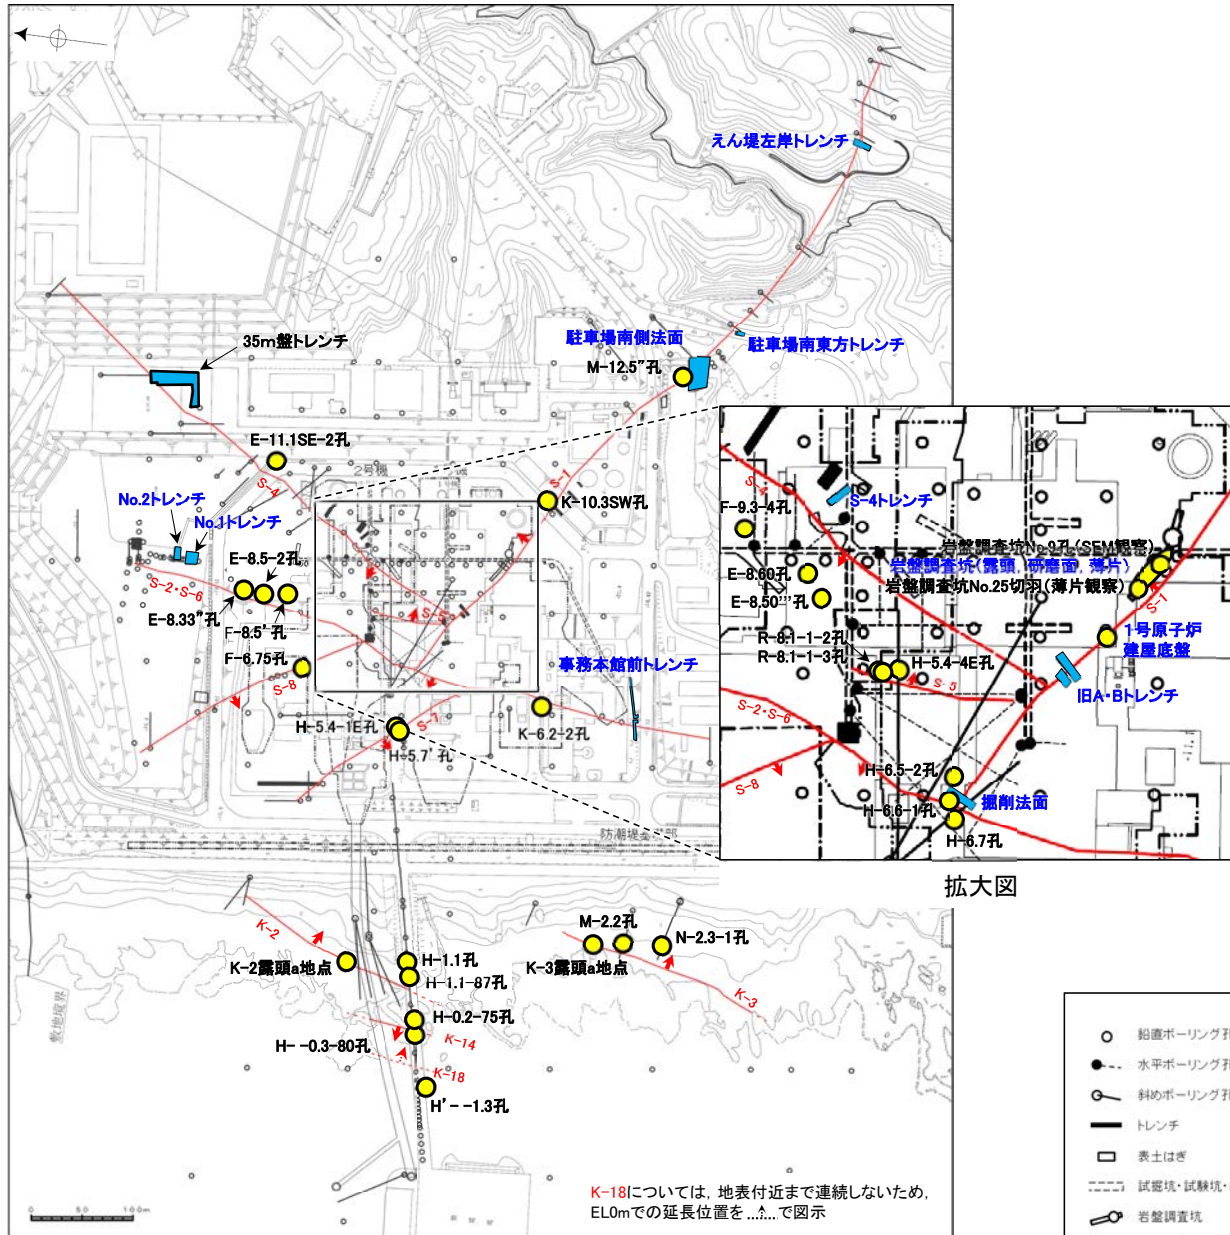 えん堤左岸トレンチ
駐車場南側法面
駐車場南東方トレンチ
M-12.5”孔
35m盤トレンチ
E-11.1SE-2孔
2号機
S-4
S-1
K-10.3SW孔
No.2トレンチ
No.1トレンチ
E-8.5-2孔
S-2・S-6
E-8.33”孔
F-8.5’孔
F-6.75孔
S-5
S-8
事務本館前トレンチ
H-5.4-1E孔
S-7
K-6.2-2孔
H-5.7’孔
S-4
S-4トレンチ
F-9.3-4孔
岩盤調査坑No.9孔(SEM観察)
岩盤調査坑(露頭, 研磨面, 薄片)
E-8.60孔
岩盤調査坑No.25切羽(薄片観察)
E-8.50’’’孔
S-1
R-8.1-1-2孔
R-8.1-1-3孔
H-5.4-4E孔
1号原子炉
建屋底盤
S-5
旧A・Bトレンチ
S-2・S-6
S-8
H-6.5-2孔
H-6.6-1孔
掘削法面
H-6.7孔
拡大図
K-2
K-2露頭a地点
H-1.1孔
H-1.1-87孔
H-0.2-75孔
H--0.3-80孔
K-14
K-18
H’--1.3孔
M-2.2孔
N-2.3-1孔
K-3露頭a地点
K-3
敷地境界
0 50 100m
K-18については, 地表付近まで連続しないため,
EL0mでの延長位置を で図示
鉛直ボーリング孔
水平ボーリング孔
斜めボーリング孔
トレンチ
表土はぎ
試掘坑・試験坑・
岩盤調査坑